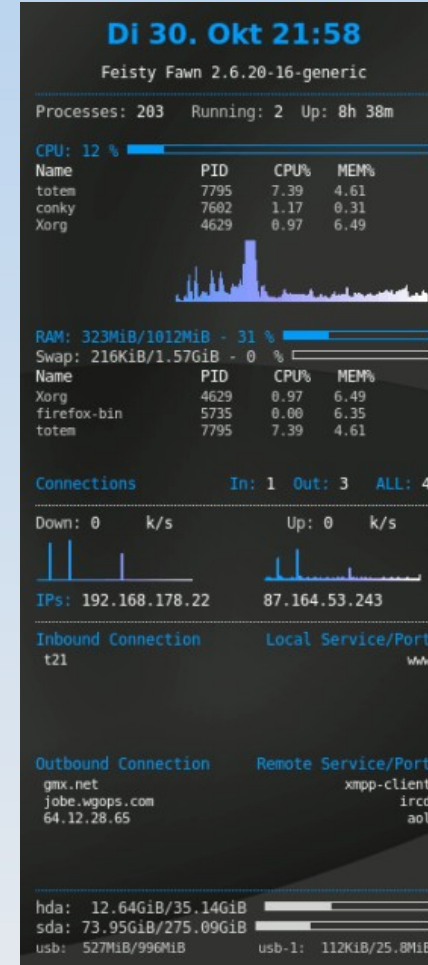 Di 30. Okt 21:58
Feisty Fawn 2.6.20-16-generic
Processes: 203 Running: 2 Up: 8h 38m
CPU: 12 %
Name PID CPU% MEM%
totem 7795 7.39 4.61
conky 7602 1.17 0.31
Xorg 4629 0.97 6.49
RAM: 323MiB/1012MiB - 31 %
Swap: 216KiB/1.57GiB - 0 %
Name PID CPU% MEM%
Xorg 4629 0.97 6.49
firefox-bin 5735 0.00 6.35
totem 7795 7.39 4.61
Connections In: 1 Out: 3 ALL: 4
Down: 0 k/s Up: 0 k/s
IPs: 192.168.178.22 87.164.53.243
Inbound Connection Local Service/Port
t21 www
Outbound Connection Remote Service/Port
gmx.net xmpp-client
jobe.wgops.com ircd
64.12.28.65 aol
hda: 12.64GiB/35.14GiB
sda: 73.95GiB/275.09GiB
usb: 527MiB/996MiB usb-1: 112KiB/25.8MiB